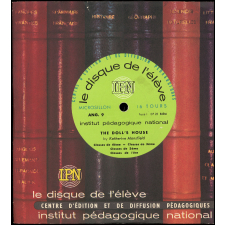 le disque de l'élève
IPN
MICROSILLON
16 TOURS
ANG. 9
institut pédagogique national
THE DOLL'S HOUSE
by Katherine Mansfield
IPN
le disque de l'élève
CENTRE D'ÉDITION ET DE DIFFUSION PÉDAGOGIQUES
institut pédagogique national